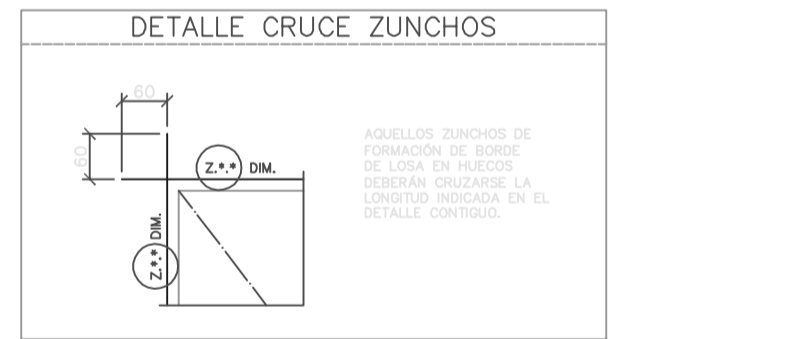 DETALLE CRUCE ZUNCHOS
60
60
Z.*.* DIM.
Z.*.* DIM.
AQUELLOS ZUNCHOS DE
FORMACIÓN DE BORDE
DE LOSA EN HUECOS
DEBERÁN CRUZARSE LA
LONGITUD INDICADA EN EL
DETALLE CONTIGUO.